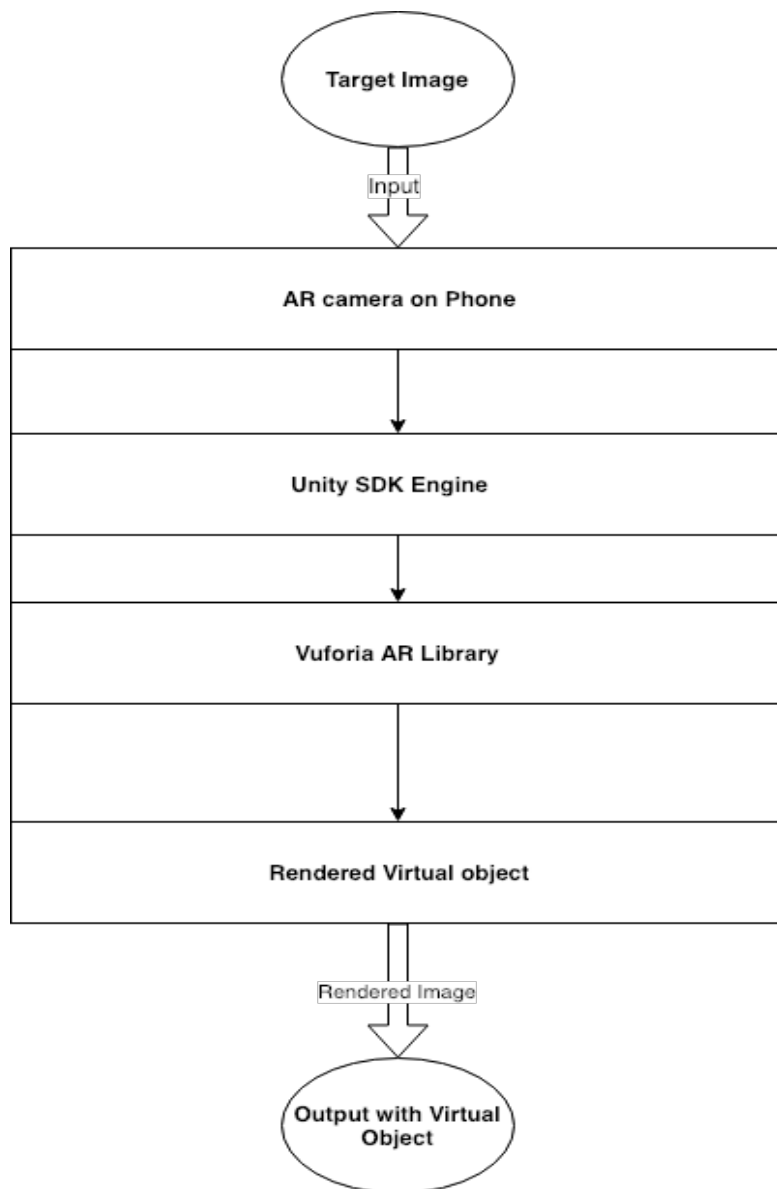 Target Image
Input
AR camera on Phone
Unity SDK Engine
Vuforia AR Library
Rendered Virtual object
Rendered Image
Output with Virtual
Object